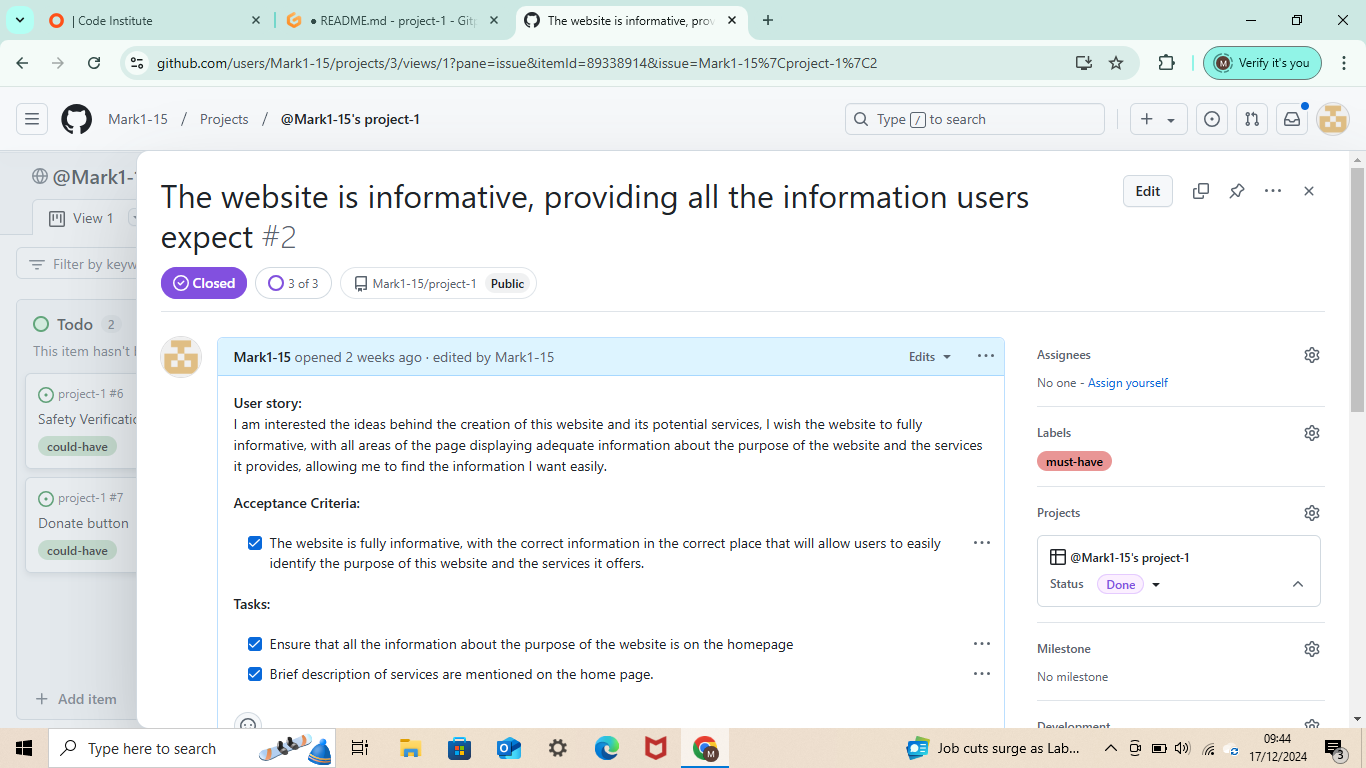 | Code Institute
● README.md - project-1 - Gitp
The website is informative, prov
github.com/users/Mark1-15/projects/3/views/1?pane=issue&itemId=89338914&issue=Mark1-15%7Cproject-1%7C2
M
Verify it's you
Mark1-15 / Projects / @Mark1-15's project-1
Type / to search
@Mark1-1
View 1
Filter by keyw
Todo 2
This item hasn't b
project-1 #6
Safety Verificatio
could-have
project-1 #7
Donate button
could-have
+ Add item
The website is informative, providing all the information users
expect #2
Edit
Closed
3 of 3
Mark1-15/project-1 Public
Mark1-15 opened 2 weeks ago · edited by Mark1-15
Edits
User story:
I am interested the ideas behind the creation of this website and its potential services, I wish the website to fully
informative, with all areas of the page displaying adequate information about the purpose of the website and the services
it provides, allowing me to find the information I want easily.
Acceptance Criteria:
The website is fully informative, with the correct information in the correct place that will allow users to easily
identify the purpose of this website and the services it offers.
Tasks:
Ensure that all the information about the purpose of the website is on the homepage
Brief description of services are mentioned on the home page.
Assignees
No one - Assign yourself
Labels
must-have
Projects
@Mark1-15's project-1
Status Done
Milestone
No milestone
Development
Type here to search
M
Job cuts surge as Lab...
09:44
17/12/2024
3